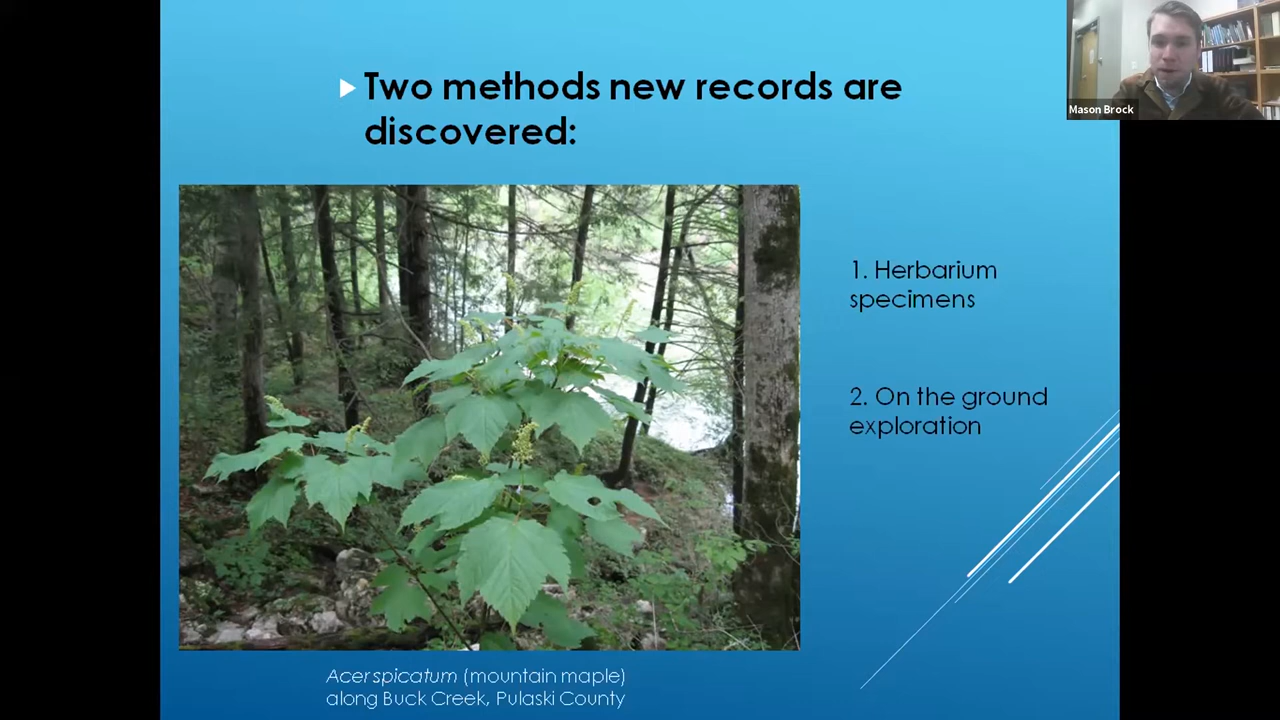 Two methods new records are
discovered:
Mason Brock
1. Herbarium
specimens
2. On the ground
exploration
Acer spicatum (mountain maple)
along Buck Creek, Pulaski County